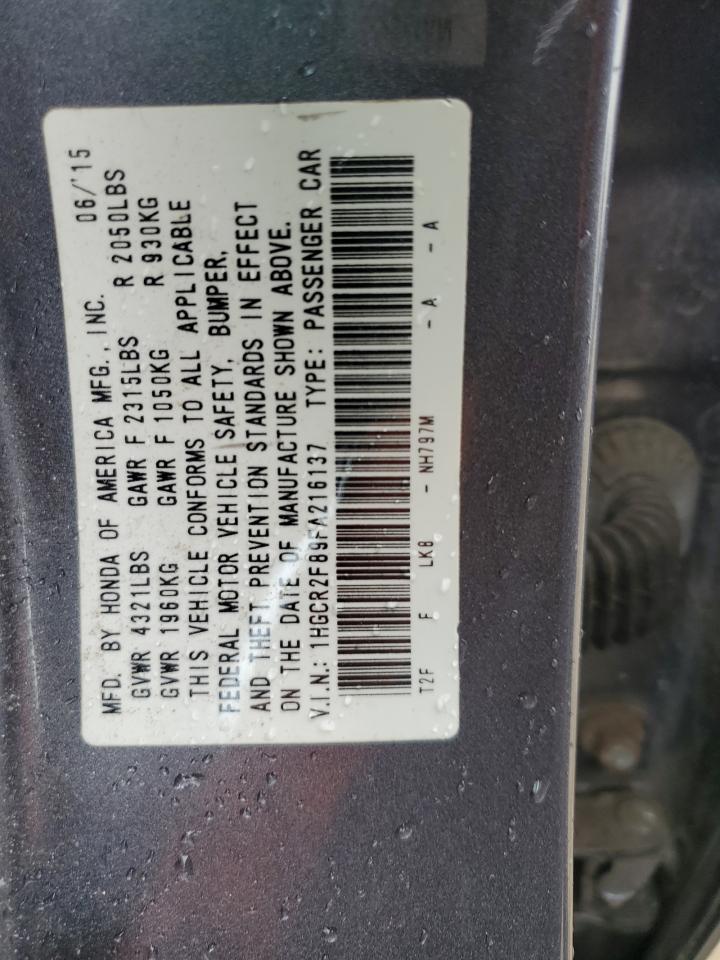 MFD. BY HONDA OF AMERICA MFG., INC. 06/'15
GVWR 4321LBS GAWR F 2315LBS R 2050LBS
GVWR 1960KG GAWR F 1050KG R 930KG
THIS VEHICLE CONFORMS TO ALL APPLICABLE
FEDERAL MOTOR VEHICLE SAFETY, BUMPER,
AND THEFT PREVENTION STANDARDS IN EFFECT
ON THE DATE OF MANUFACTURE SHOWN ABOVE.
V.I.N.: 1HGCR2F89FA216137 TYPE: PASSENGER CAR
T2F F LKB - NH797M - A - A